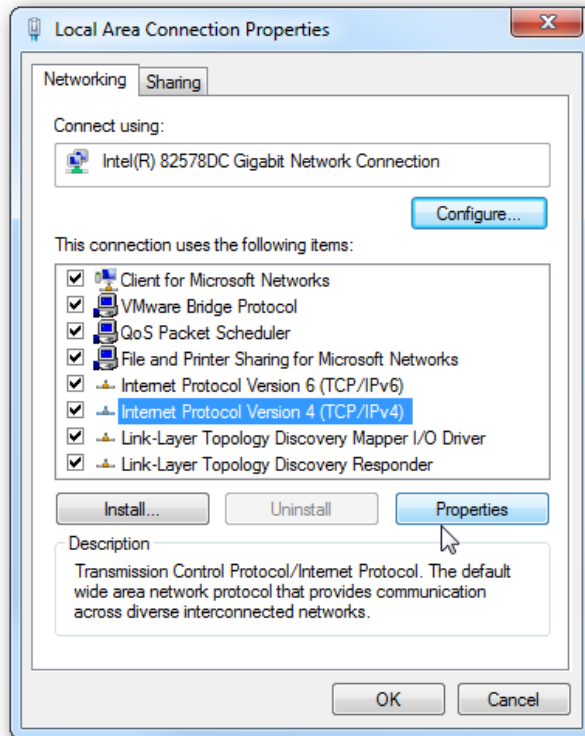 Local Area Connection Properties
Networking
Sharing
Connect using:
Intel(R) 82578DC Gigabit Network Connection
Configure...
This connection uses the following items:
Client for Microsoft Networks
VMware Bridge Protocol
QoS Packet Scheduler
File and Printer Sharing for Microsoft Networks
Internet Protocol Version 6 (TCP/IPv6)
Internet Protocol Version 4 (TCP/IPv4)
Link-Layer Topology Discovery Mapper I/O Driver
Link-Layer Topology Discovery Responder
Install...
Uninstall
Properties
Description
Transmission Control Protocol/Internet Protocol. The default
wide area network protocol that provides communication
across diverse interconnected networks.
OK
Cancel